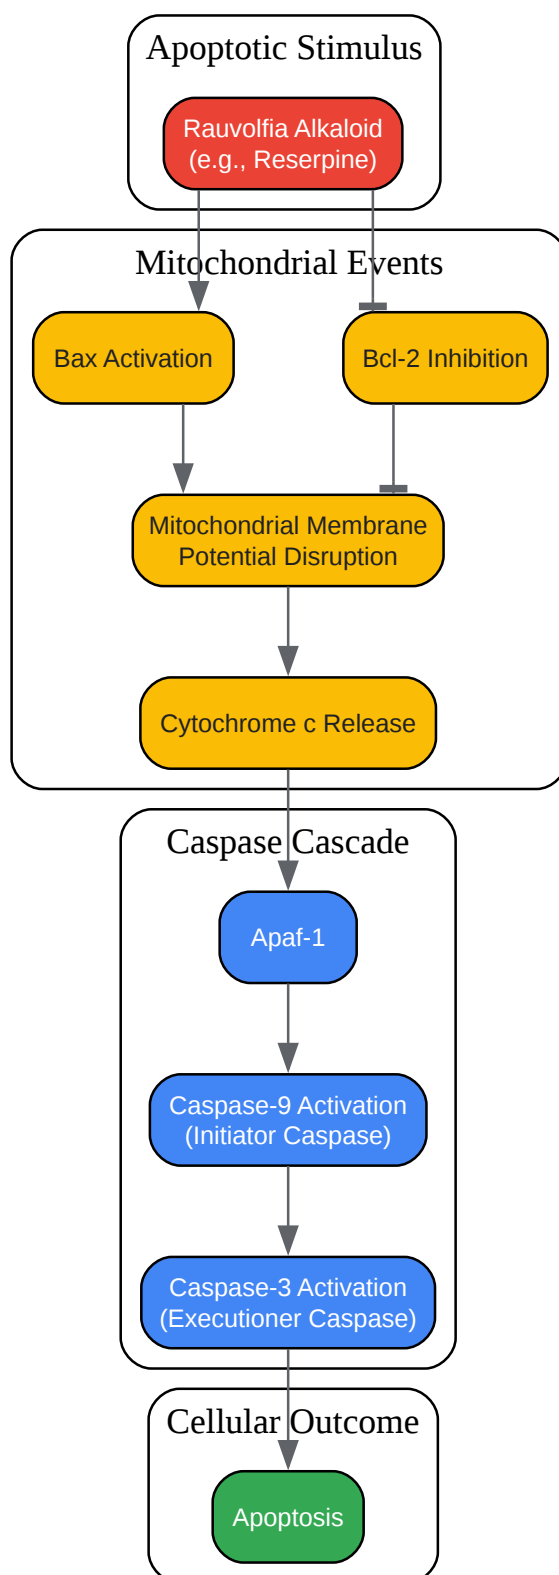 Apoptotic Stimulus
Rauvolfia Alkaloid
(e.g., Reserpine)
Mitochondrial Events
Bax Activation
Bcl-2 Inhibition
Mitochondrial Membrane
Potential Disruption
Cytochrome c Release
Caspase Cascade
Apaf-1
Caspase-9 Activation
(Initiator Caspase)
Caspase-3 Activation
(Executioner Caspase)
Cellular Outcome
Apoptosis